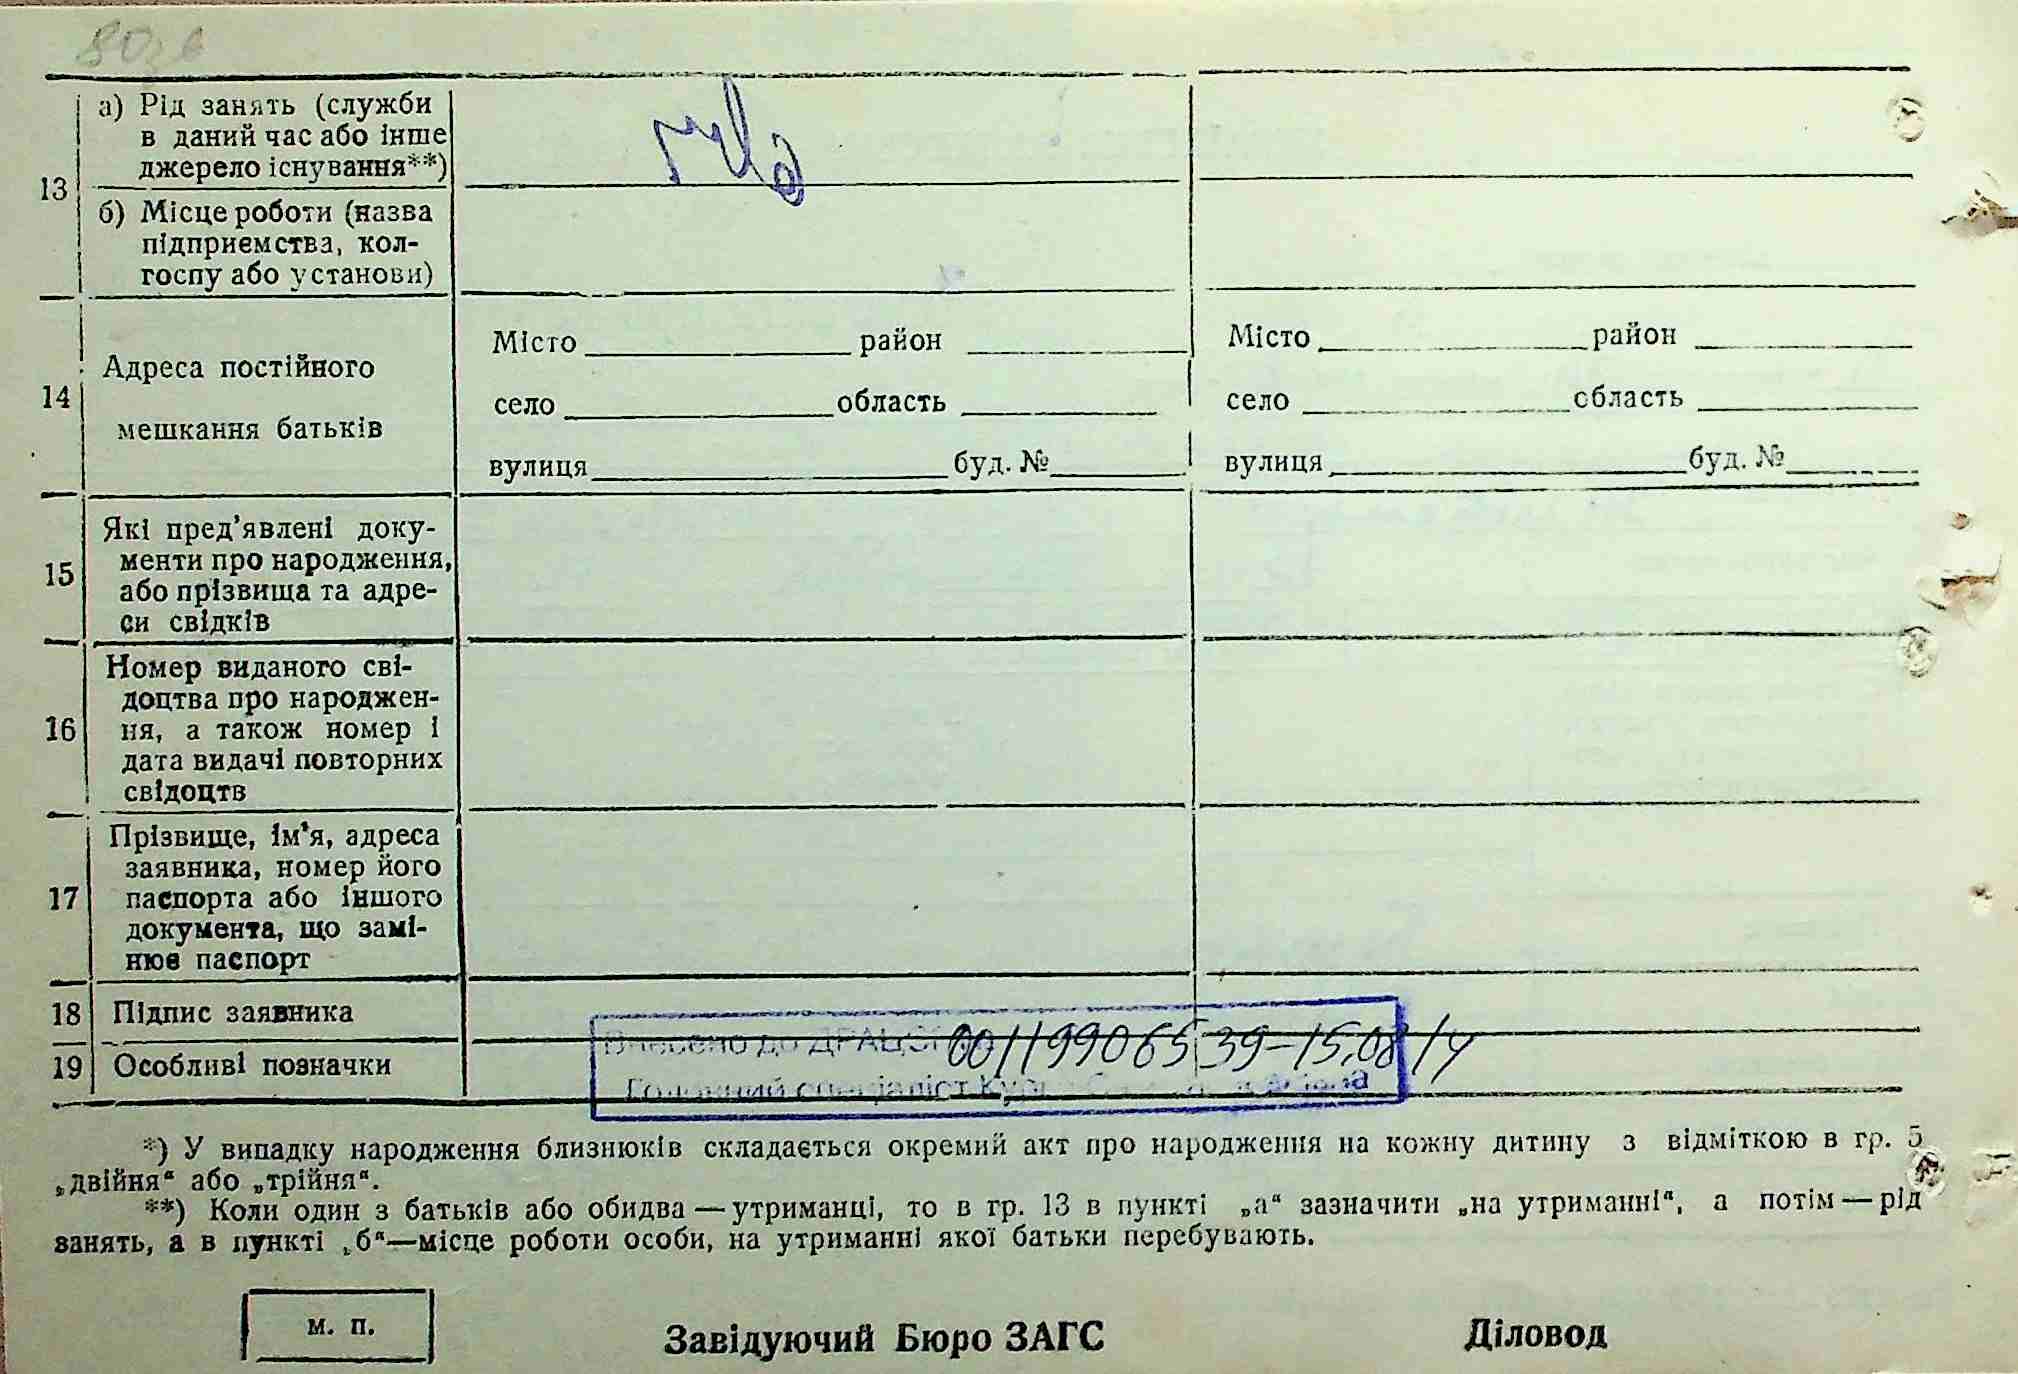 13
а) Рід занять (служби
в даний час або інше
джерело існування**)
б) Місце роботи (назва
підприємства, кол-
госпу або установи)
14
Адреса постійного
мешкання батьків
Місто район
село область
вулиця буд. №
Місто район
село область
вулиця буд. №
15
Які пред'явлені доку-
менти про народження,
або прізвища та адре-
си свідків
16
Номер виданого сві-
доцтва про народжен-
ня, а також номер і
дата видачі повторних
свідоцтв
17
Прізвище, ім'я, адреса
заявника, номер його
паспорта або іншого
документа, що замі-
нює паспорт
18 Підпис заявника
19 Особливі позначки
Внесено до ДРАЦСГ 00119906539-15.08/14
Головний спеціаліст
*) У випадку народження близнюків складається окремий акт про народження на кожну дитину з відміткою в гр. 5
„двійня“ або „трійня“.
**) Коли один з батьків або обидва — утриманці, то в гр. 13 в пункті „а“ зазначити „на утриманні“, а потім — рід
занять, а в пункті „б“—місце роботи особи, на утриманні якої батьки перебувають.
м. п.
Завідуючий Бюро ЗАГС
Діловод